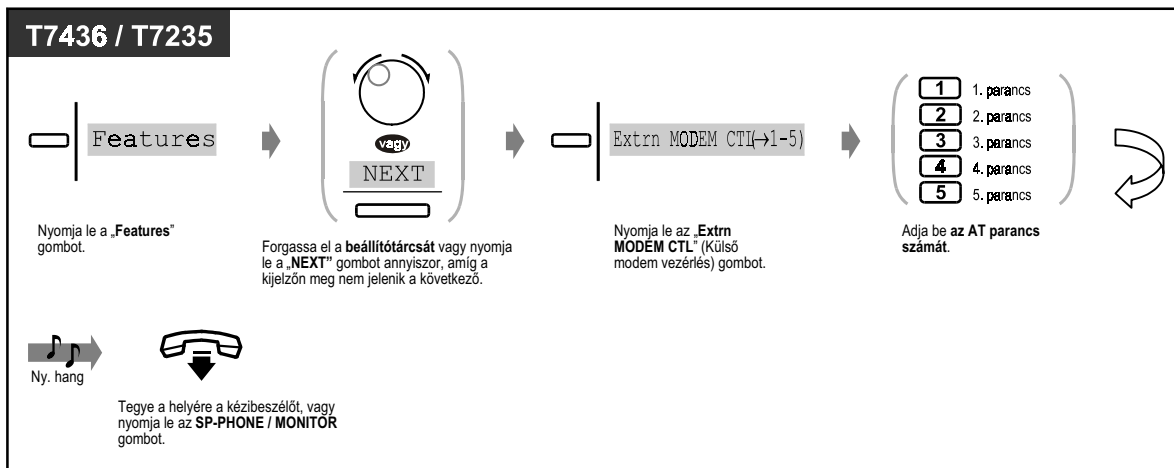 T7436 / T7235
Features
Nyomja le a „Features”
gombot.
vagy
NEXT
Forgassa el a beállítótárcsát vagy nyomja
le a „NEXT” gombot annyiszor, amíg a
kijelzőn meg nem jelenik a következő.
Extrn MODEM CTL(→1-5)
Nyomja le az „Extrn
MODEM CTL” (Külső
modem vezérlés) gombot.
1 1. parancs
2 2. parancs
3 3. parancs
4 4. parancs
5 5. parancs
Adja be az AT parancs
számát.
Ny. hang
Tegye a helyére a kézibeszélőt, vagy
nyomja le az SP-PHONE / MONITOR
gombot.